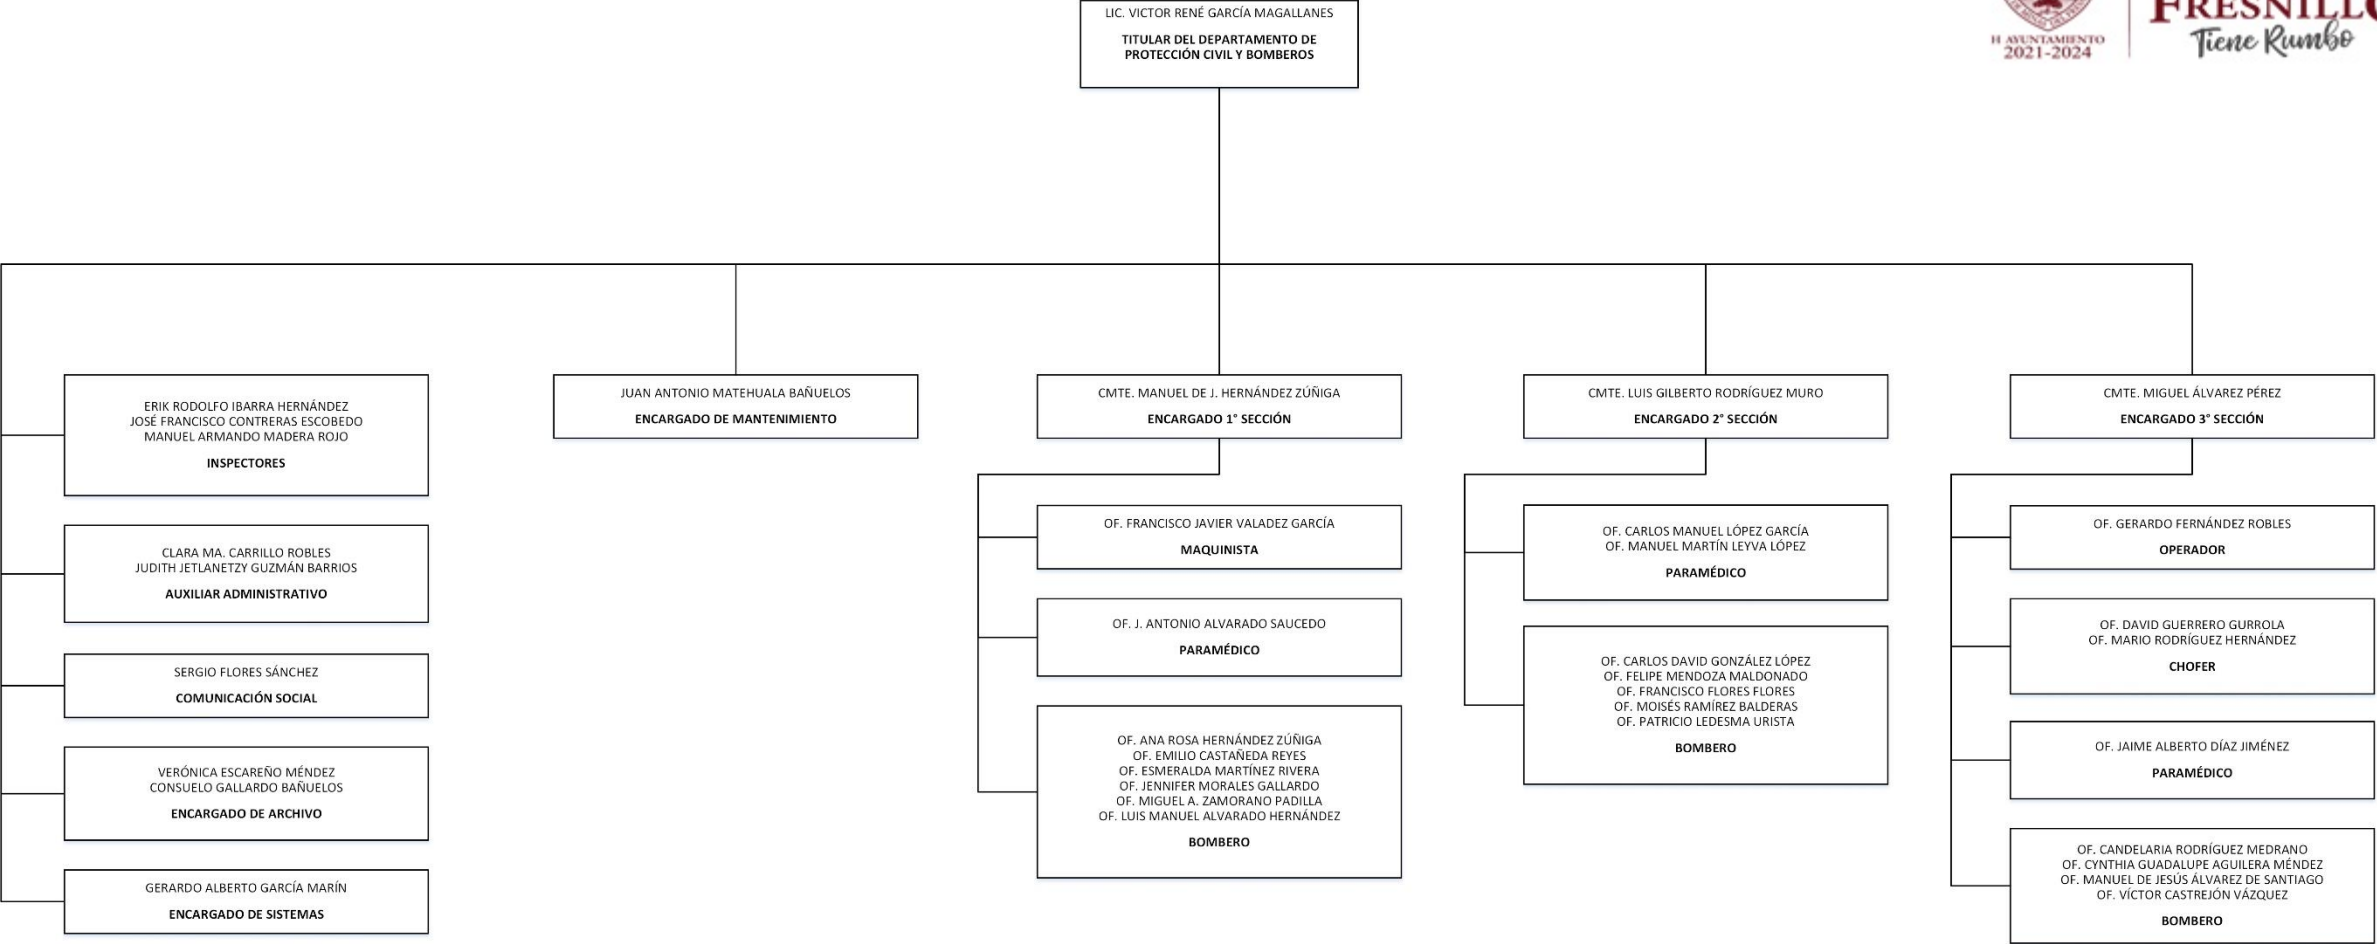 LIC. VICTOR RENÉ GARCÍA MAGALLANES
TITULAR DEL DEPARTAMENTO DE
PROTECCIÓN CIVIL Y BOMBEROS
FRESNILLO
Tiene Rumbo
H AYUNTAMIENTO
2021-2024
ERIK RODOLFO IBARRA HERNÁNDEZ
JOSÉ FRANCISCO CONTRERAS ESCOBEDO
MANUEL ARMANDO MADERA ROJO
INSPECTORES
CLARA MA. CARRILLO ROBLES
JUDITH JETLANETZY GUZMÁN BARRIOS
AUXILIAR ADMINISTRATIVO
SERGIO FLORES SÁNCHEZ
COMUNICACIÓN SOCIAL
VERÓNICA ESCAREÑO MÉNDEZ
CONSUELO GALLARDO BAÑUELOS
ENCARGADO DE ARCHIVO
GERARDO ALBERTO GARCÍA MARÍN
ENCARGADO DE SISTEMAS
JUAN ANTONIO MATEHUALA BAÑUELOS
ENCARGADO DE MANTENIMIENTO
CMTE. MANUEL DE J. HERNÁNDEZ ZÚÑIGA
ENCARGADO 1° SECCIÓN
OF. FRANCISCO JAVIER VALADEZ GARCÍA
MAQUINISTA
OF. J. ANTONIO ALVARADO SAUCEDO
PARAMÉDICO
OF. ANA ROSA HERNÁNDEZ ZÚÑIGA
OF. EMILIO CASTAÑEDA REYES
OF. ESMERALDA MARTÍNEZ RIVERA
OF. JENNIFER MORALES GALLARDO
OF. MIGUEL A. ZAMORANO PADILLA
OF. LUIS MANUEL ALVARADO HERNÁNDEZ
BOMBERO
CMTE. LUIS GILBERTO RODRÍGUEZ MURO
ENCARGADO 2° SECCIÓN
OF. CARLOS MANUEL LÓPEZ GARCÍA
OF. MANUEL MARTÍN LEYVA LÓPEZ
PARAMÉDICO
OF. CARLOS DAVID GONZÁLEZ LÓPEZ
OF. FELIPE MENDOZA MALDONADO
OF. FRANCISCO FLORES FLORES
OF. MOISÉS RAMÍREZ BALDERAS
OF. PATRICIO LEDESMA URISTA
BOMBERO
CMTE. MIGUEL ÁLVAREZ PÉREZ
ENCARGADO 3° SECCIÓN
OF. GERARDO FERNÁNDEZ ROBLES
OPERADOR
OF. DAVID GUERRERO GURROLA
OF. MARIO RODRÍGUEZ HERNÁNDEZ
CHOFER
OF. JAIME ALBERTO DÍAZ JIMÉNEZ
PARAMÉDICO
OF. CANDELARIA RODRÍGUEZ MEDRANO
OF. CYNTHIA GUADALUPE AGUILERA MÉNDEZ
OF. MANUEL DE JESÚS ÁLVAREZ DE SANTIAGO
OF. VÍCTOR CASTREJÓN VÁZQUEZ
BOMBERO